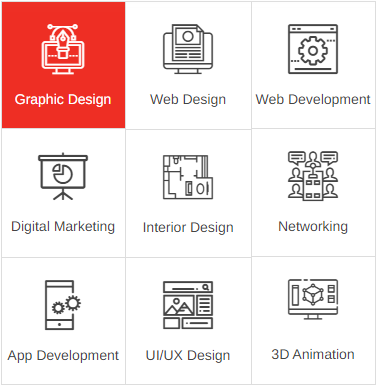 Graphic Design
Web Design
Web Development
Digital Marketing
Interior Design
Networking
App Development
UI/UX Design
3D Animation